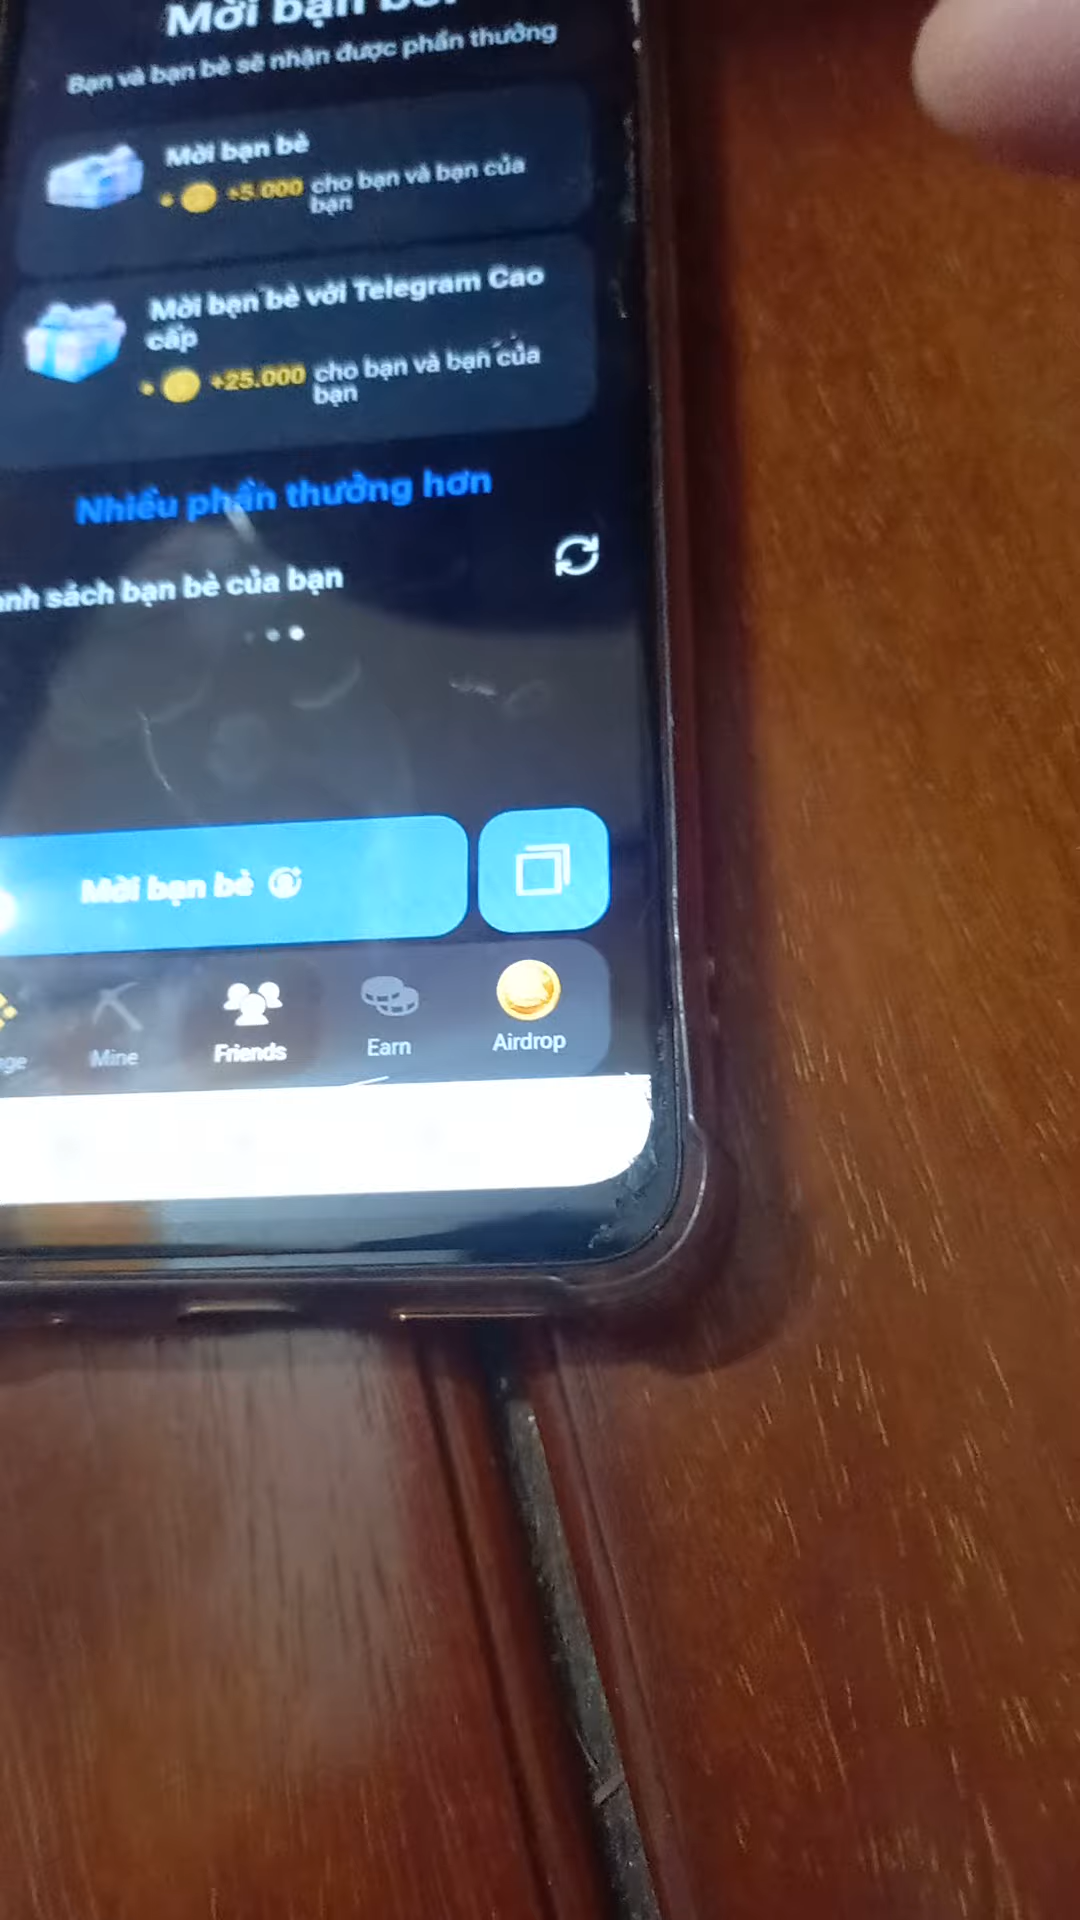 Mời bạn bè!
Bạn và bạn bè sẽ nhận được phần thưởng
Mời bạn bè
+5.000 cho bạn và bạn của
bạn
Mời bạn bè với Telegram Cao
cấp
+25.000 cho bạn và bạn của
bạn
Nhiều phần thưởng hơn
anh sách bạn bè của bạn
Mời bạn bè
nge
Mine
Friends
Earn
Airdrop